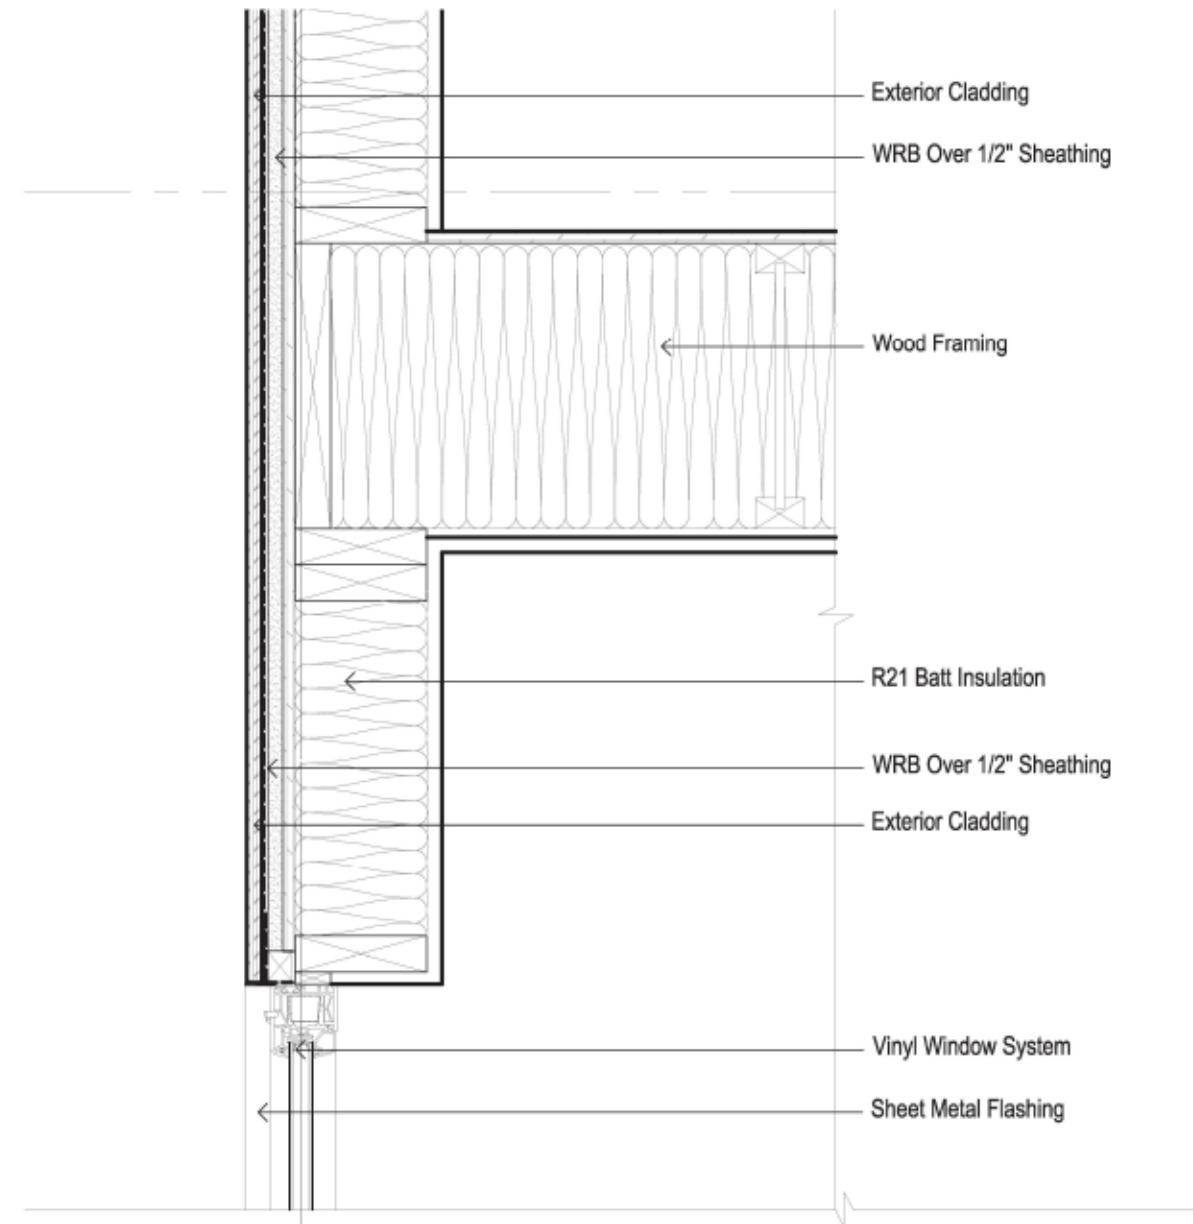 Exterior Cladding
WRB Over 1/2" Sheathing
Wood Framing
R21 Batt Insulation
WRB Over 1/2" Sheathing
Exterior Cladding
Vinyl Window System
Sheet Metal Flashing